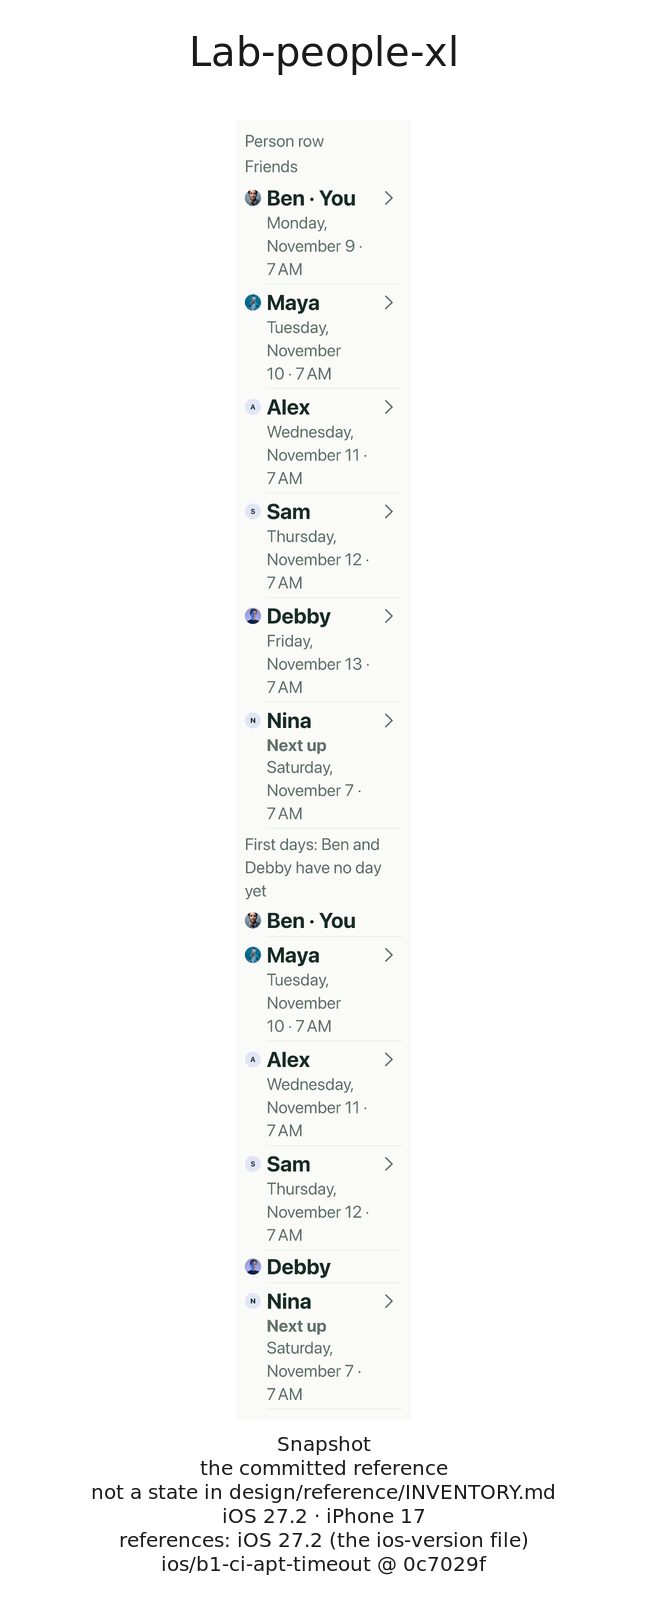 Lab-people-xl
Person row
Friends
Ben · You
Monday,
November 9 ·
7 AM
Maya
Tuesday,
November
10 · 7 AM
A
Alex
Wednesday,
November 11 ·
7 AM
S
Sam
Thursday,
November 12 ·
7 AM
Debby
Friday,
November 13 ·
7 AM
N
Nina
Next up
Saturday,
November 7 ·
7 AM
First days: Ben and
Debby have no day
yet
Ben · You
Maya
Tuesday,
November
10 · 7 AM
A
Alex
Wednesday,
November 11 ·
7 AM
S
Sam
Thursday,
November 12 ·
7 AM
Debby
N
Nina
Next up
Saturday,
November 7 ·
7 AM
Snapshot
the committed reference
not a state in design/reference/INVENTORY.md
iOS 27.2 · iPhone 17
references: iOS 27.2 (the ios-version file)
ios/b1-ci-apt-timeout @ 0c7029f